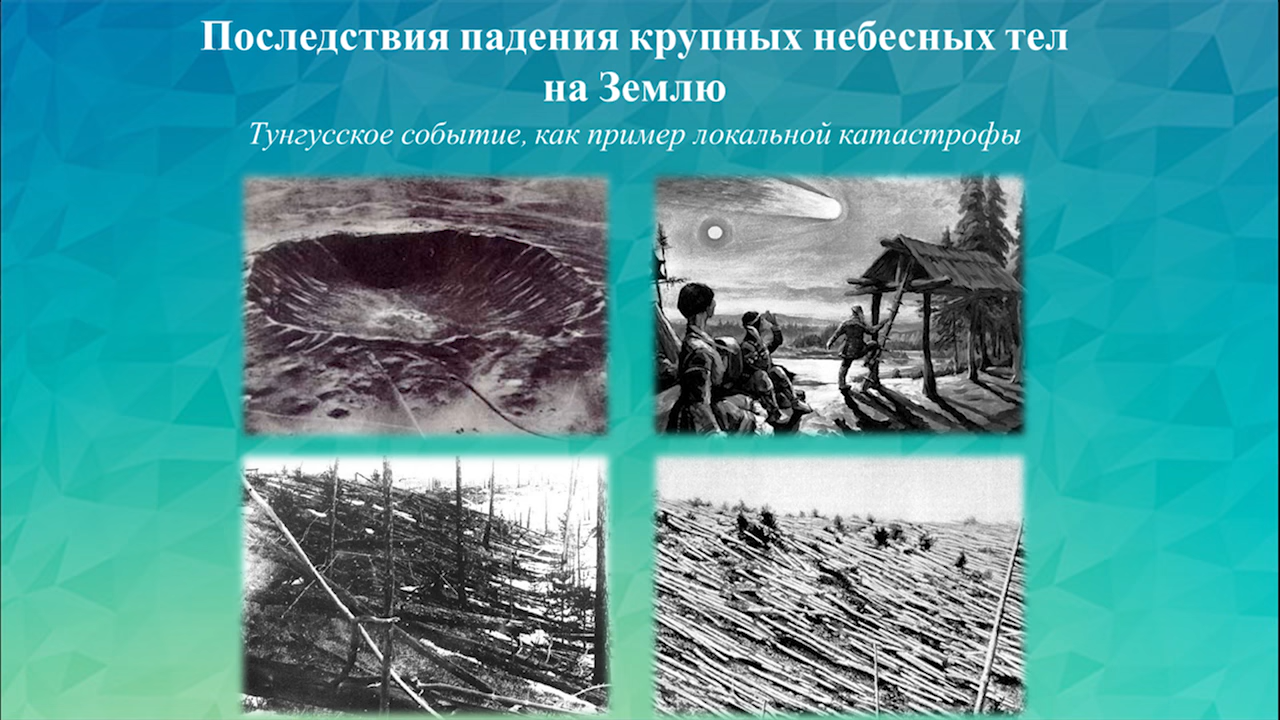 Последствия падения крупных небесных тел
на Землю
Тунгусское событие, как пример локальной катастрофы